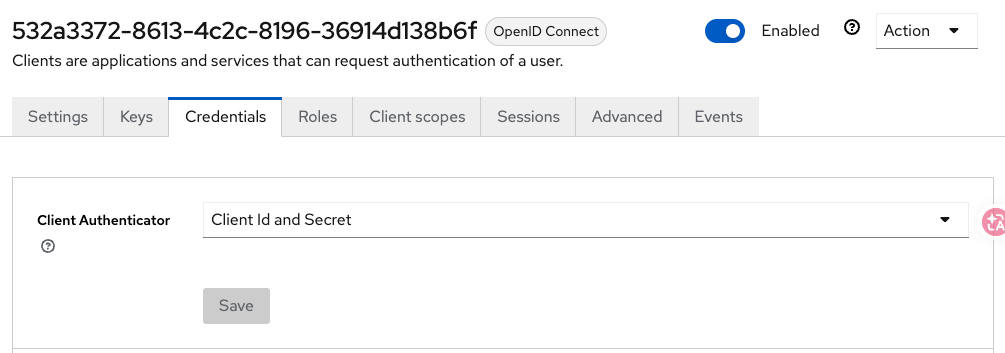 532a3372-8613-4c2c-8196-36914d138b6f OpenID Connect Enabled Action
Clients are applications and services that can request authentication of a user.
Settings Keys Credentials Roles Client scopes Sessions Advanced Events
Client Authenticator Client Id and Secret
Save